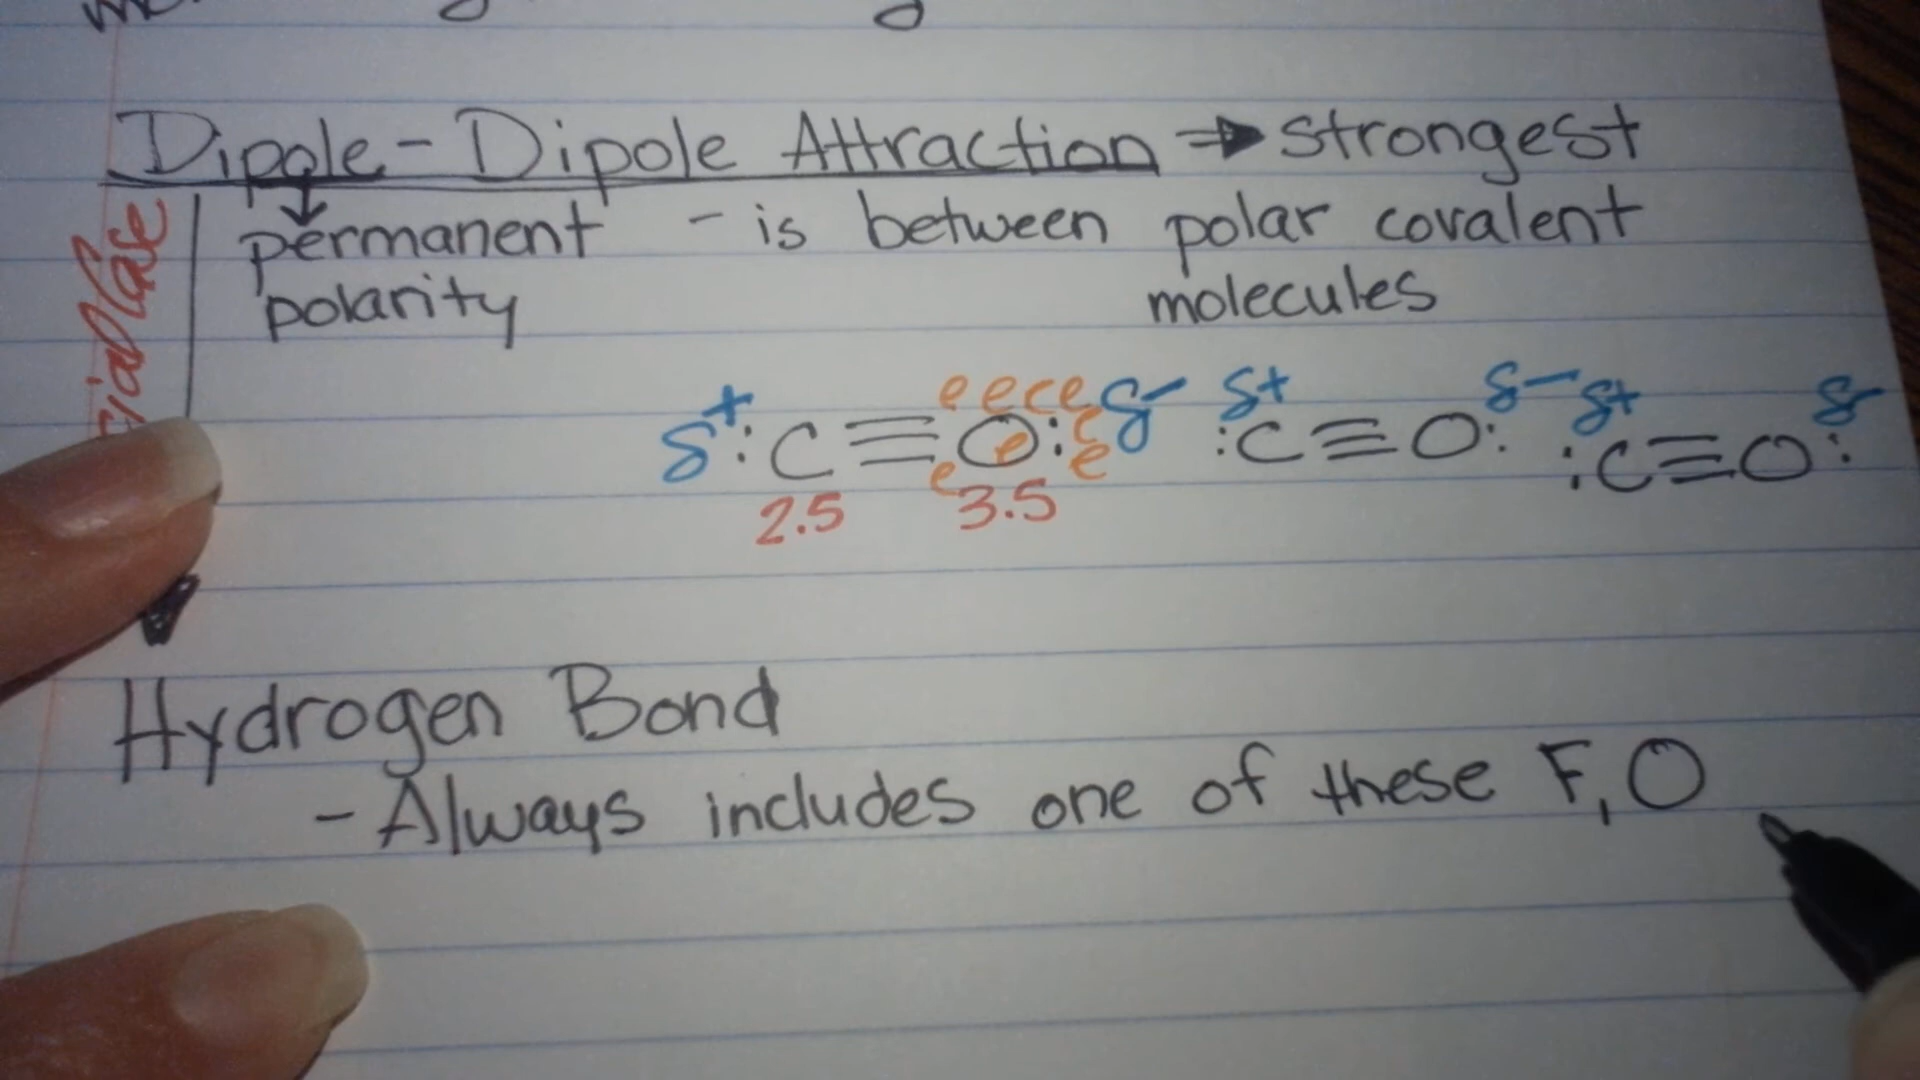 Dipole-Dipole Attraction → strongest
permanent - is between polar covalent
polarity molecules
δ+ :C≡O: δ- δ+ :C≡O: δ- δ+ :C≡O: δ-
e e e e e e e e
2.5 3.5
Hydrogen Bond
- Always includes one of these F, O